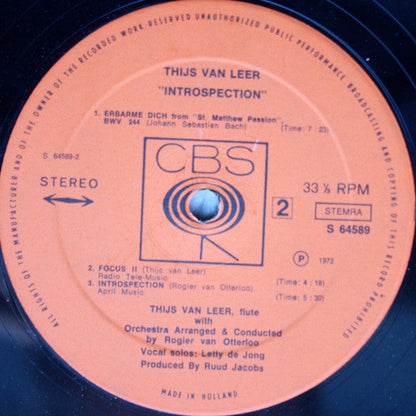 ALL RIGHTS OF THE MANUFACTURER AND OF THE OWNER OF THE RECORDED WORK RESERVED UNAUTHORIZED PUBLIC PERFORMANCE BROADCASTING AND COPYING OF THIS RECORD PROHIBITED
THIJS VAN LEER
"INTROSPECTION"
1. ERBARME DICH from "St. Matthew Passion",
BWV 244 (Johann Sebastian Bach) (Time: 7 : 23)
S 64589-2
CBS
STEREO
33 ⅓ RPM
2
STEMRA
S 64589
P 1972
2. FOCUS II (Thijs van Leer) (Time: 4 : 18)
Radio Tele-Music
3. INTROSPECTION (Rogier van Otterloo) (Time: 5 : 30)
April Music
THIJS VAN LEER, flute
with
Orchestra Arranged & Conducted
by Rogier van Otterloo
Vocal solos: Letty de Jong
Produced By Ruud Jacobs
MADE IN HOLLAND